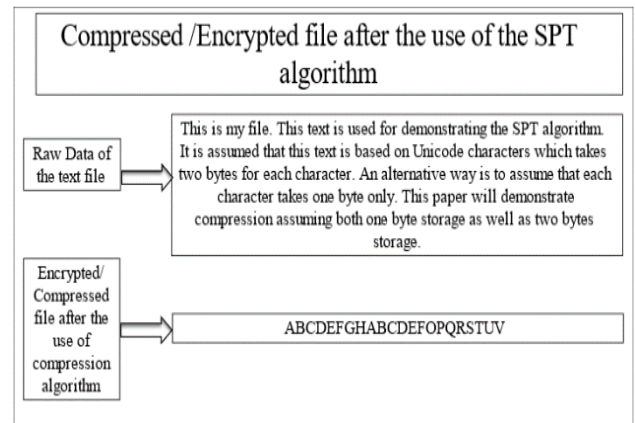 Compressed /Encrypted file after the use of the SPT
algorithm
Raw Data of
the text file
This is my file. This text is used for demonstrating the SPT algorithm.
It is assumed that this text is based on Unicode characters which takes
two bytes for each character. An alternative way is to assume that each
character takes one byte only. This paper will demonstrate
compression assuming both one byte storage as well as two bytes
storage.
Encrypted/
Compressed
file after the
use of
compression
algorithm
ABCDEFGHABCDEFOPQRSTUV